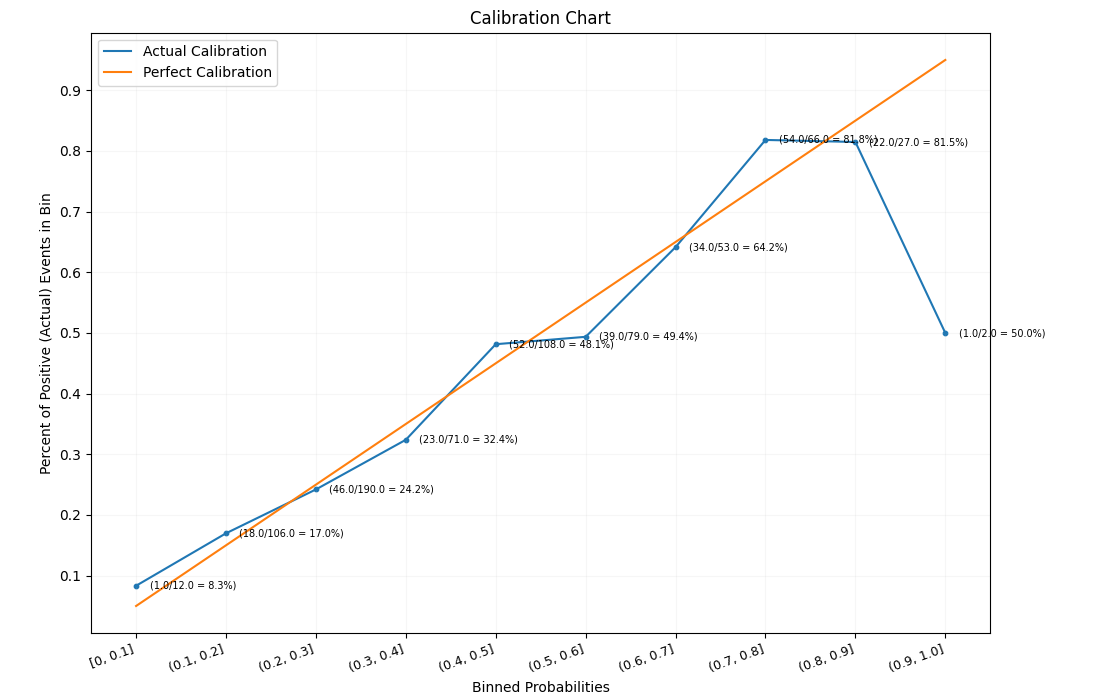 Calibration Chart
Actual Calibration
Perfect Calibration
Percent of Positive (Actual) Events in Bin
0.9
0.8
0.7
0.6
0.5
0.4
0.3
0.2
0.1
(54.0/66.0 = 81.8%)
(22.0/27.0 = 81.5%)
(34.0/53.0 = 64.2%)
(1.0/2.0 = 50.0%)
(39.0/79.0 = 49.4%)
(52.0/108.0 = 48.1%)
(23.0/71.0 = 32.4%)
(46.0/190.0 = 24.2%)
(18.0/106.0 = 17.0%)
(1.0/12.0 = 8.3%)
[0, 0.1]
(0.1, 0.2]
(0.2, 0.3]
(0.3, 0.4]
(0.4, 0.5]
(0.5, 0.6]
(0.6, 0.7]
(0.7, 0.8]
(0.8, 0.9]
(0.9, 1.0]
Binned Probabilities